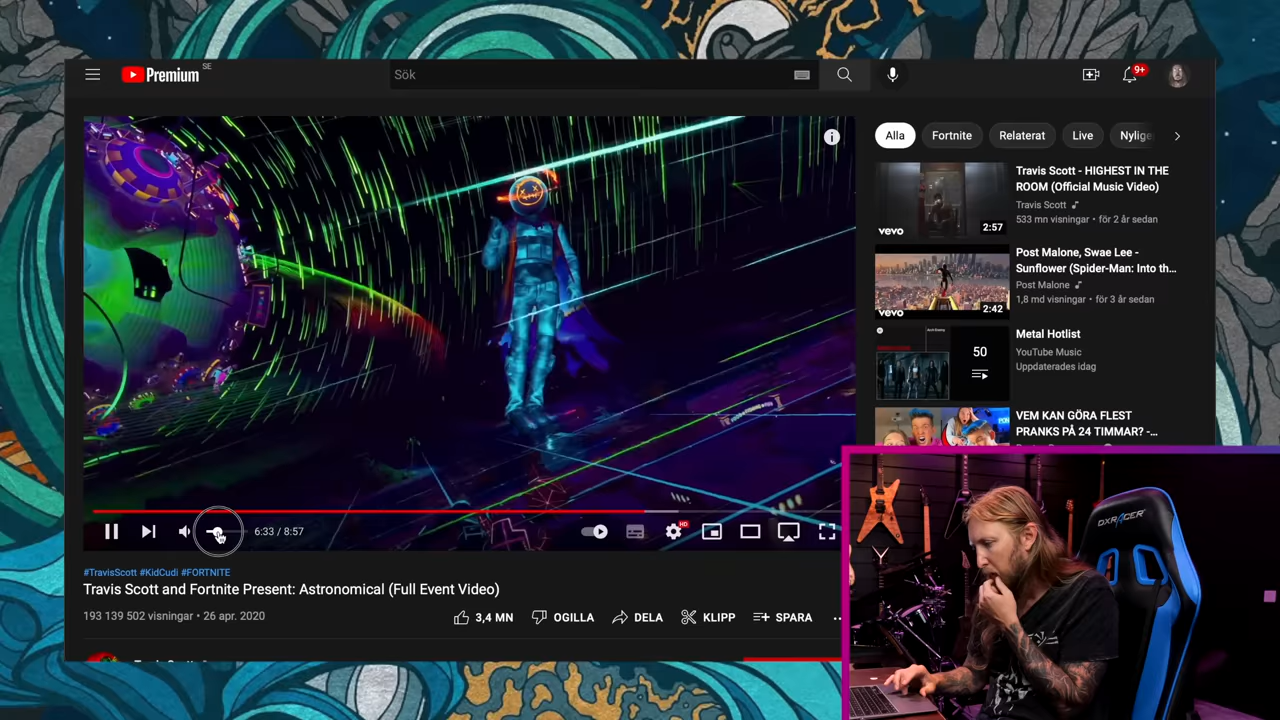 Premium SE
Sök
9+
Alla
Fortnite
Relaterat
Live
Nylige
Travis Scott - HIGHEST IN THE
ROOM (Official Music Video)
Travis Scott
533 mn visningar • för 2 år sedan
vevo
2:57
Post Malone, Swae Lee -
Sunflower (Spider-Man: Into th...
Post Malone
1,8 md visningar • för 3 år sedan
vevo
2:42
Metal Hotlist
YouTube Music
Uppdaterades idag
50
VEM KAN GÖRA FLEST
PRANKS PÅ 24 TIMMAR? -...
6:33 / 8:57
HD
#TravisScott #KidCudi #FORTNITE
Travis Scott and Fortnite Present: Astronomical (Full Event Video)
193 139 502 visningar • 26 apr. 2020
3,4 MN
OGILLA
DELA
KLIPP
SPARA
DXRACER